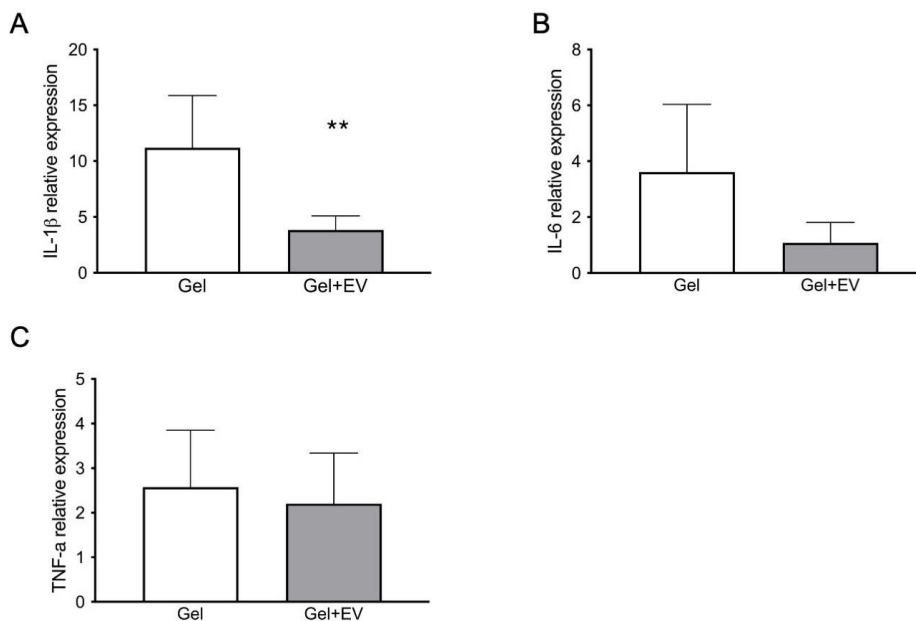 A
IL-1β relative expression
20
15
10
5
0
**
Gel Gel+EV
B
IL-6 relative expression
8
6
4
2
0
Gel Gel+EV
C
TNF-a relative expression
5
4
3
2
1
0
Gel Gel+EV